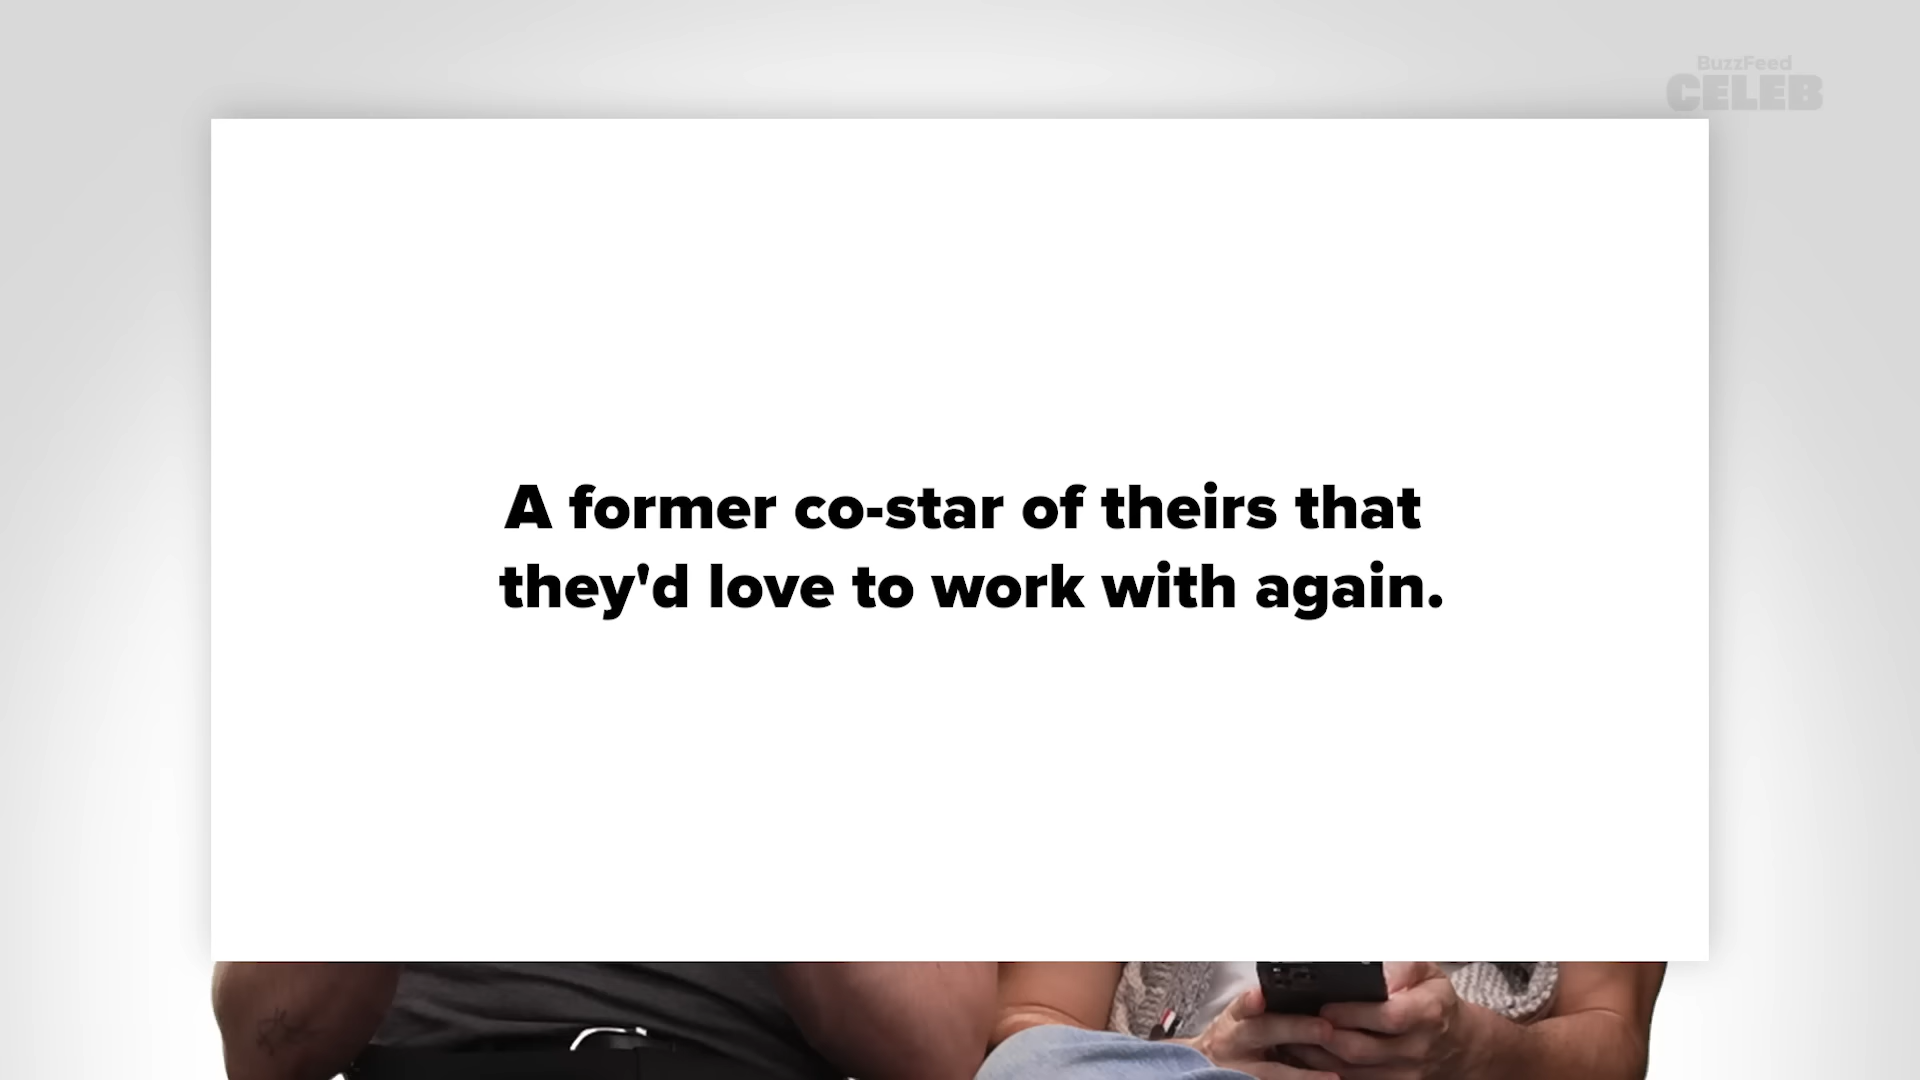 BuzzFeed
CELEB
A former co-star of theirs that
they'd love to work with again.